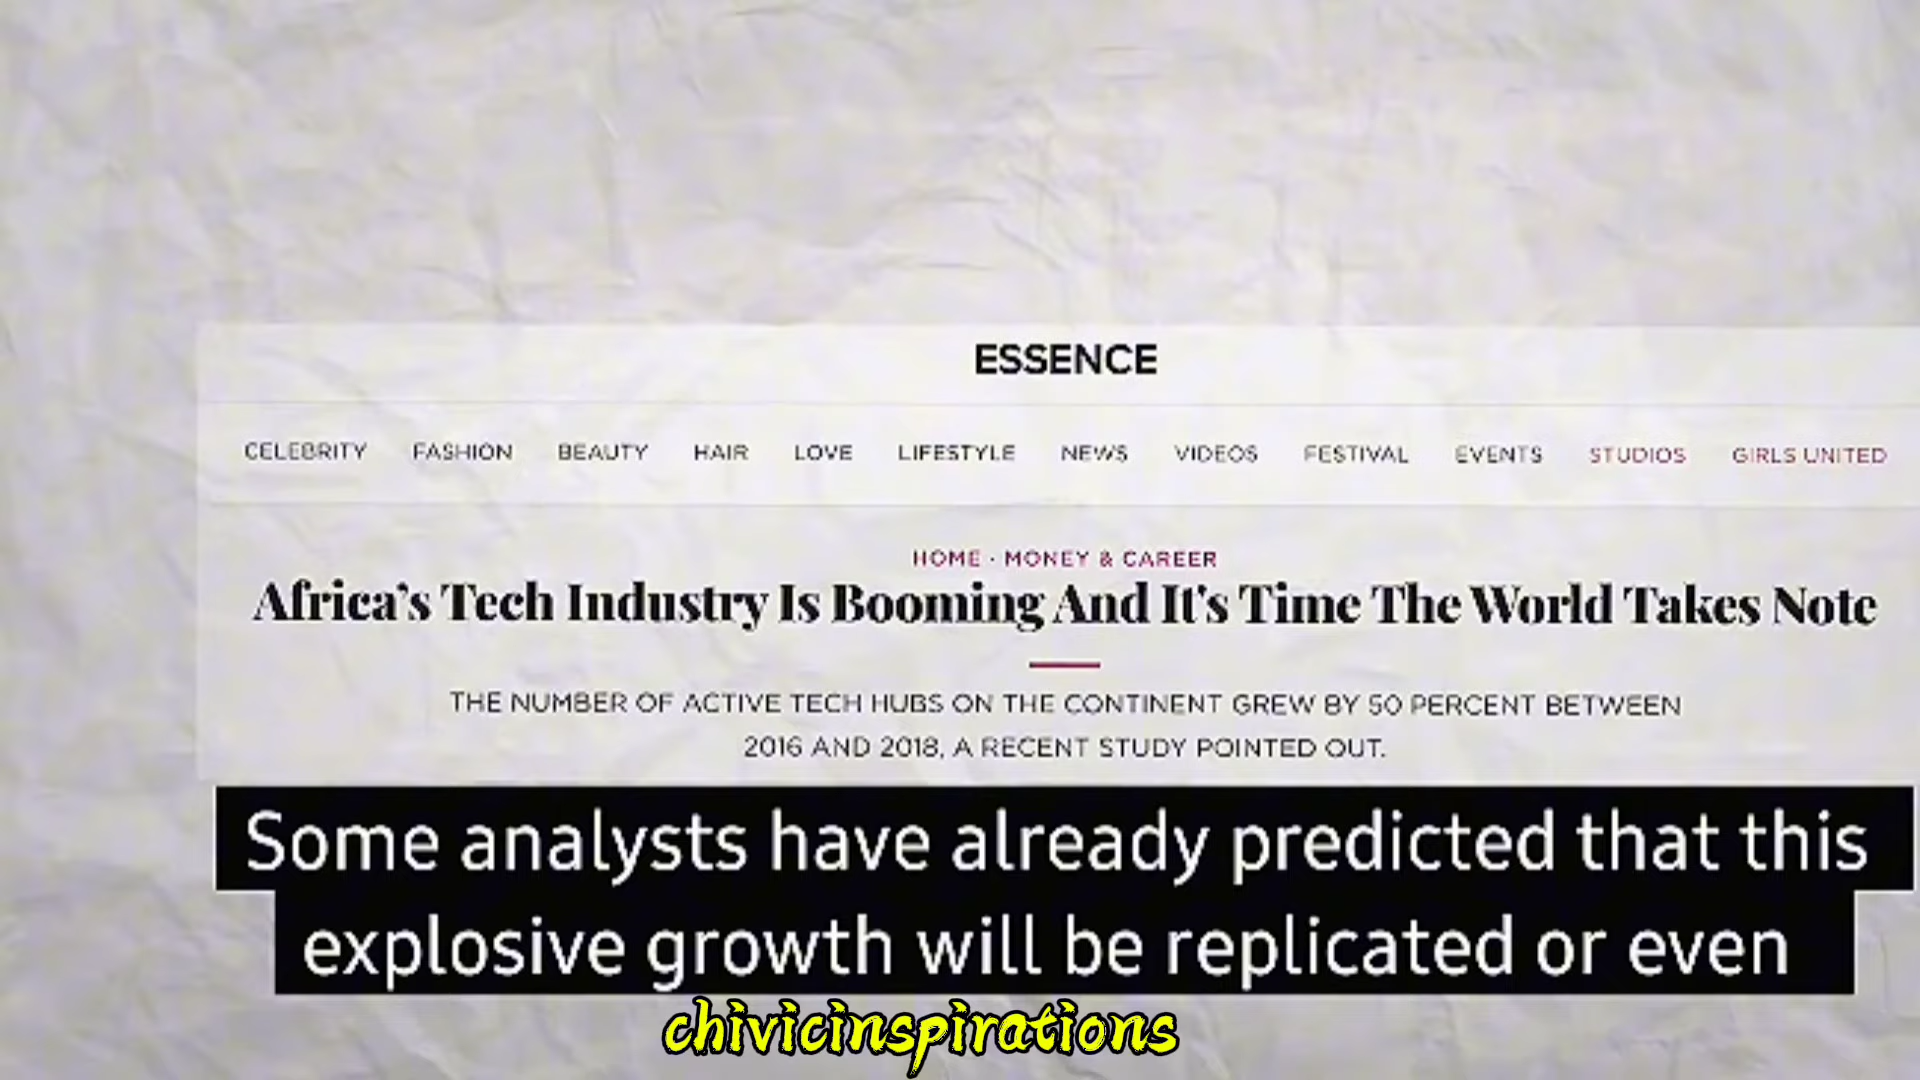 ESSENCE
CELEBRITY FASHION BEAUTY HAIR LOVE LIFESTYLE NEWS VIDEOS FESTIVAL EVENTS STUDIOS GIRLS UNITED
HOME · MONEY & CAREER
Africa's Tech Industry Is Booming And It's Time The World Takes Note
THE NUMBER OF ACTIVE TECH HUBS ON THE CONTINENT GREW BY 50 PERCENT BETWEEN
2016 AND 2018, A RECENT STUDY POINTED OUT.
Some analysts have already predicted that this
explosive growth will be replicated or even
chivicinspirations